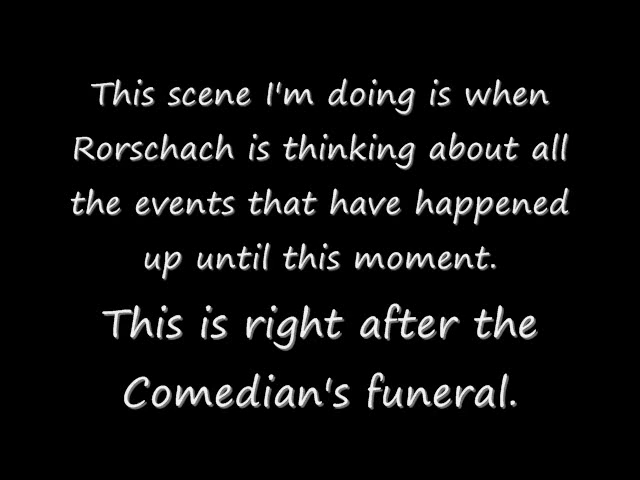 This scene I'm doing is when
Rorschach is thinking about all
the events that have happened
up until this moment.
This is right after the
Comedian's funeral.